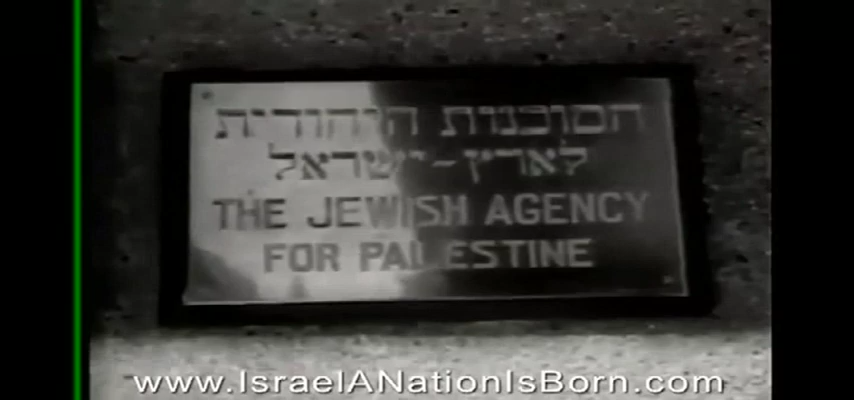 הסוכנות היהודית
לארץ-ישראל
THE JEWISH AGENCY
FOR PALESTINE
www.IsraelANationIsBorn.com